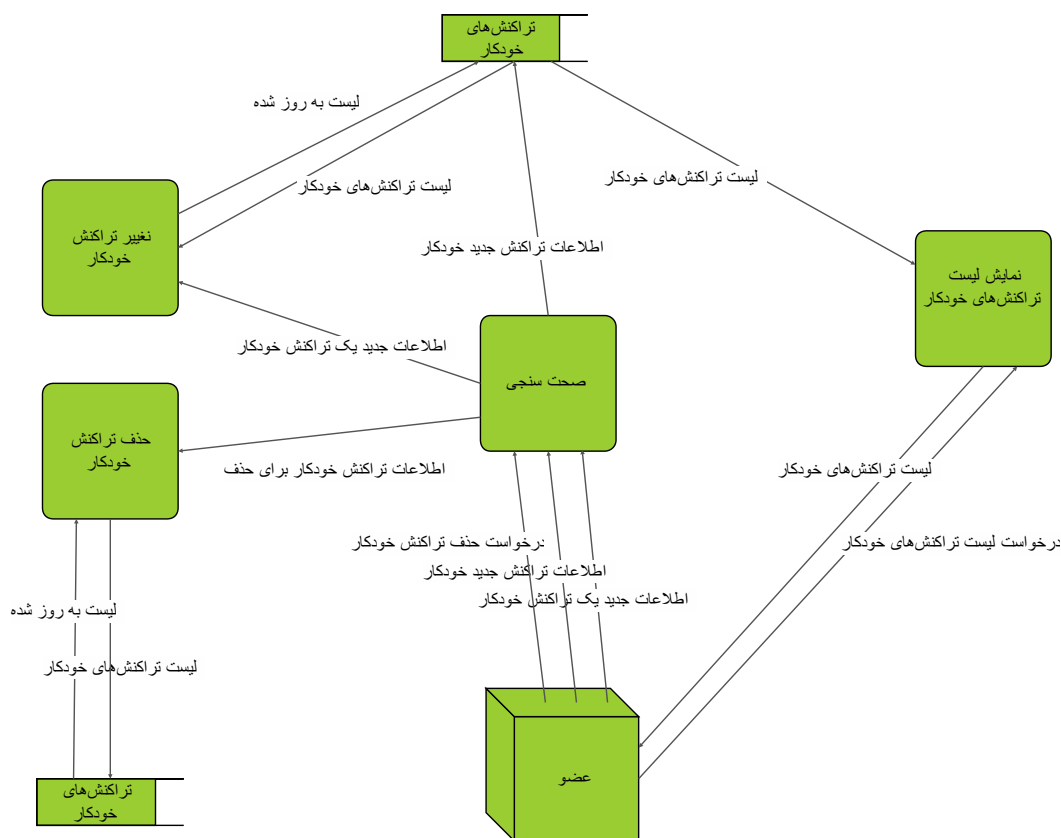 تراکنش‌های
خودکار
لیست به روز شده
لیست تراکنش‌های خودکار
لیست تراکنش‌های خودکار
تغییر تراکنش
خودکار
اطلاعات تراکنش جدید خودکار
نمایش لیست
تراکنش‌های خودکار
اطلاعات جدید یک تراکنش خودکار
صحت سنجی
حذف تراکنش
خودکار
اطلاعات تراکنش خودکار برای حذف
لیست تراکنش‌های خودکار
درخواست حذف تراکنش خودکار
درخواست لیست تراکنش‌های خودکار
اطلاعات تراکنش جدید خودکار
اطلاعات جدید یک تراکنش خودکار
لیست به روز شده
لیست تراکنش‌های خودکار
عضو
تراکنش‌های
خودکار